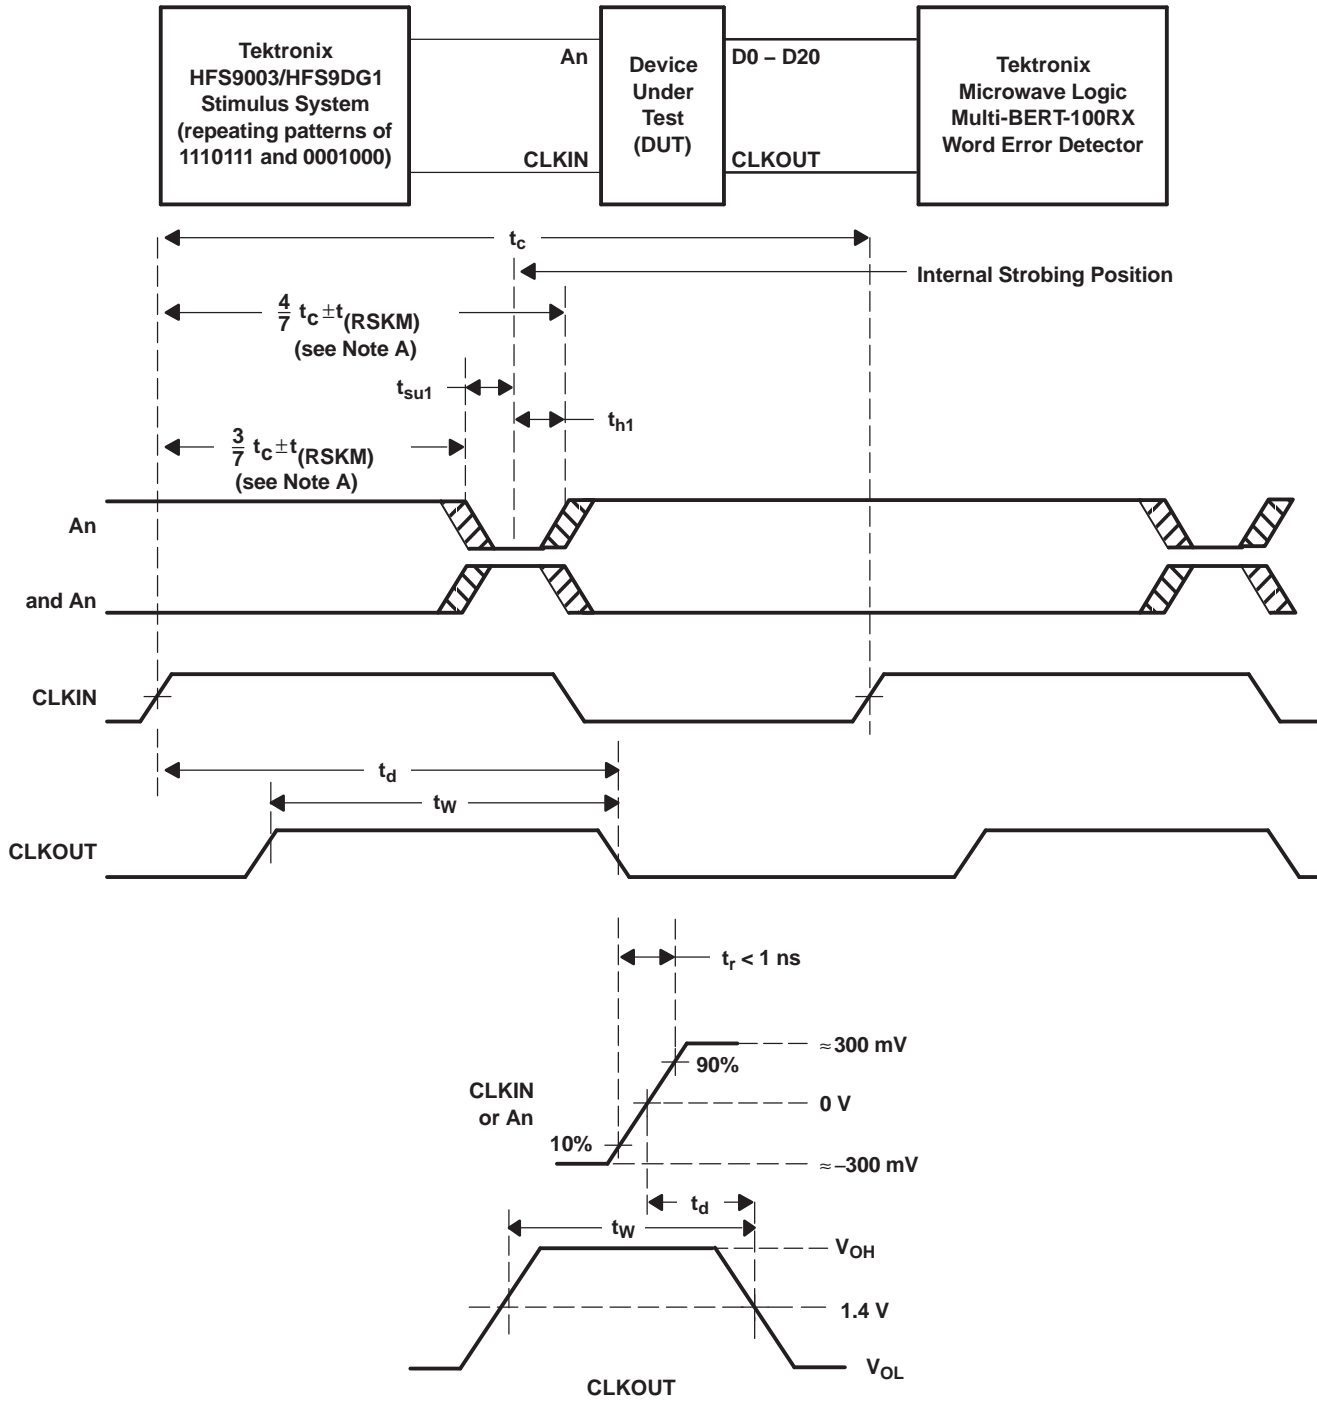 Tektronix
HFS9003/HFS9DG1
Stimulus System
(repeating patterns of
1110111 and 0001000)
An
CLKIN
Device
Under
Test
(DUT)
D0 – D20
CLKOUT
Tektronix
Microwave Logic
Multi-BERT-100RX
Word Error Detector
tc
Internal Strobing Position
4/7 tc ± t(RSKM)
(see Note A)
tsu1
th1
3/7 tc ± t(RSKM)
(see Note A)
An
and An
CLKIN
td
tW
CLKOUT
tr < 1 ns
≈ 300 mV
90%
CLKIN
or An
0 V
10%
≈ –300 mV
td
tW
VOH
1.4 V
VOL
CLKOUT